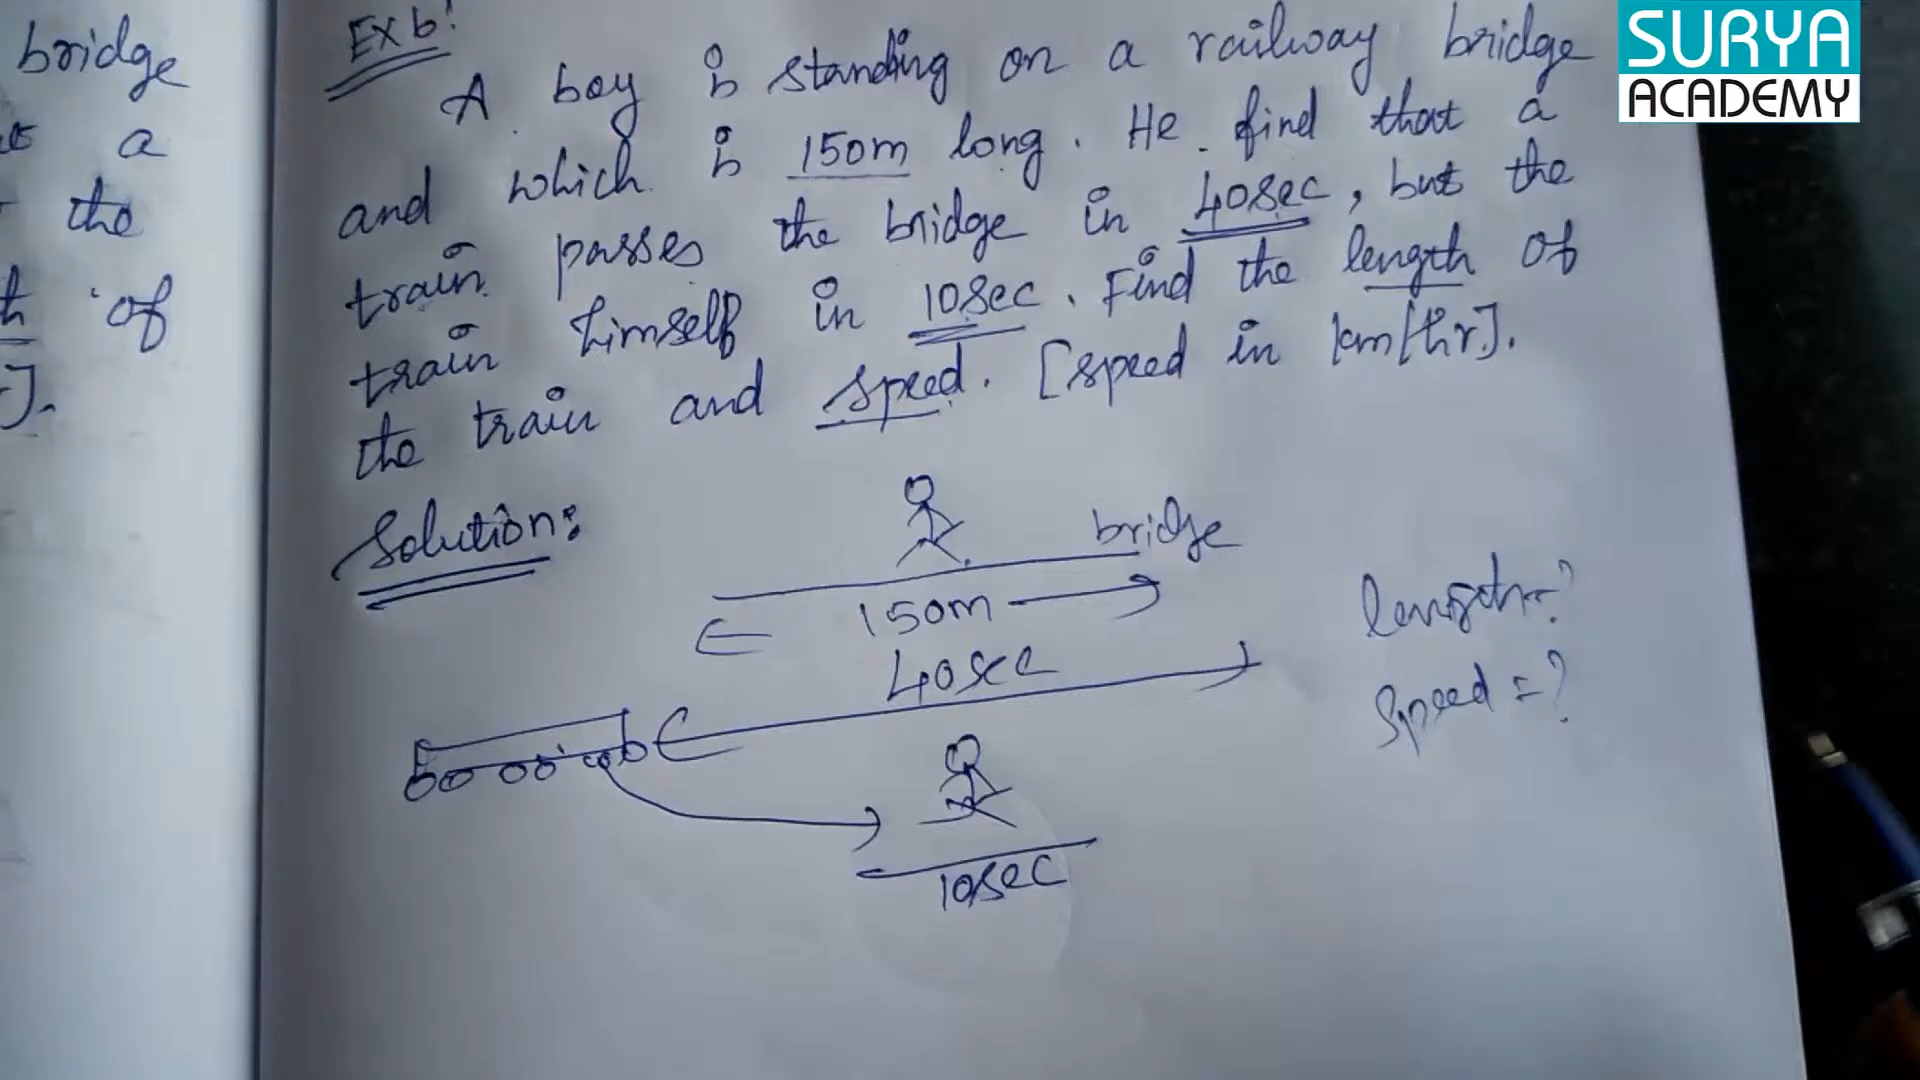 bridge
a
the
of
].
Ex 6:
A boy is standing on a railway bridge
and which is 150m long. He find that a
train passes the bridge in 40sec, but the
train himself in 10sec. Find the length of
the train and speed. [speed in km/hr].
Solution:
bridge
150m
40sec
10sec
length=?
Speed=?
SURYA
ACADEMY